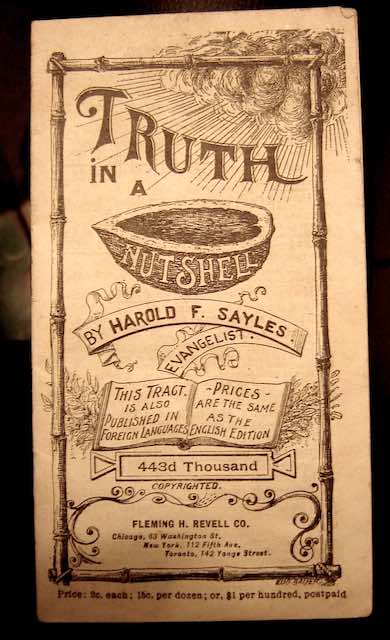 TRUTH
IN A
NUTSHELL
BY HAROLD F. SAYLES.
EVANGELIST.
THIS TRACT.
IS ALSO
PUBLISHED IN
FOREIGN LANGUAGES
-PRICES-
ARE THE SAME
AS THE
ENGLISH EDITION
443d Thousand
COPYRIGHTED.
FLEMING H. REVELL CO.
Chicago, 63 Washington St.
New York, 112 Fifth Ave.
Toronto, 142 Yonge Street.
Price: 2c. each; 15c. per dozen; or, $1 per hundred, postpaid